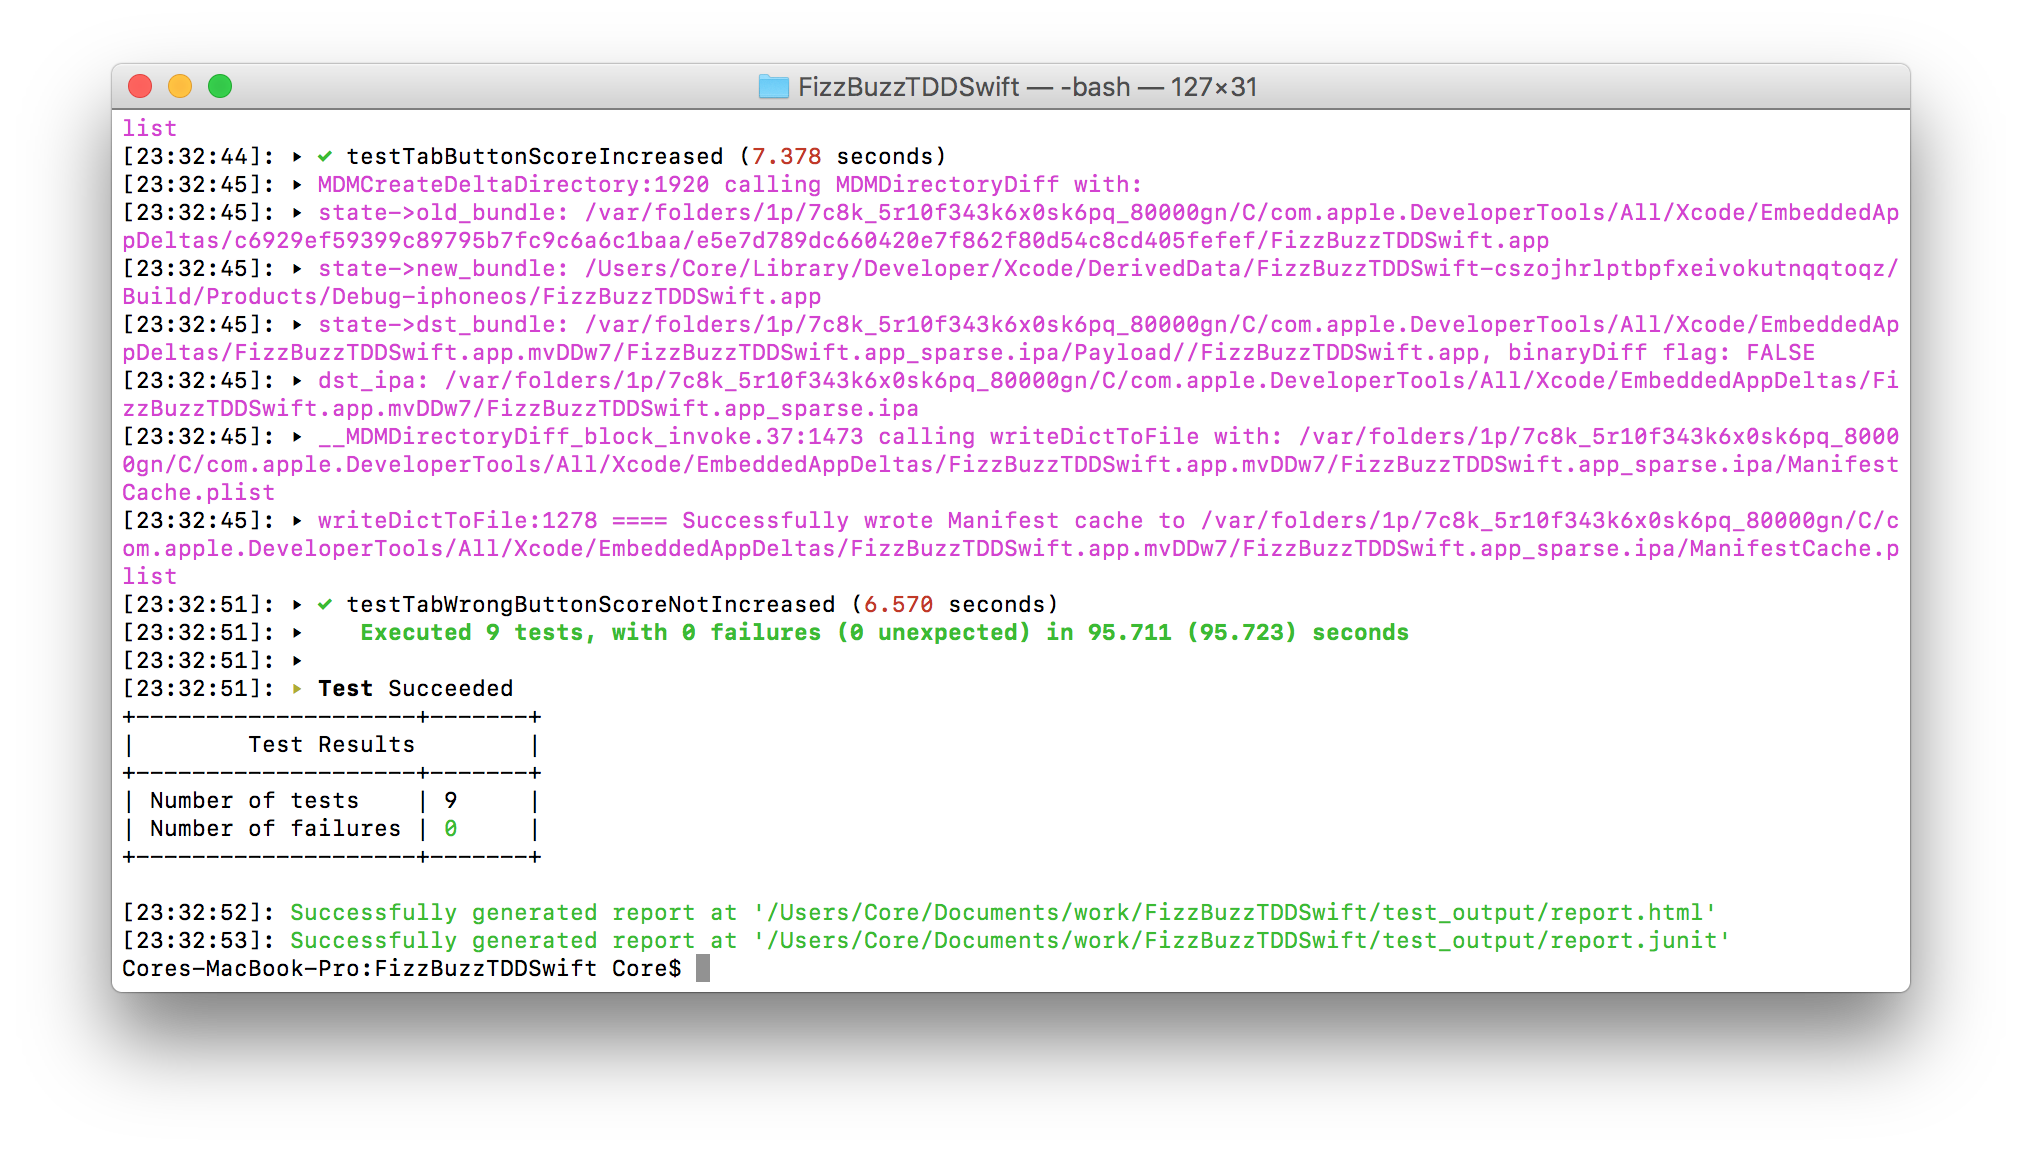 FizzBuzzTDDSwift — -bash — 127×31
list
[23:32:44]: ▸ ✓ testTabButtonScoreIncreased (7.378 seconds)
[23:32:45]: ▸ MDMCreateDeltaDirectory:1920 calling MDMDirectoryDiff with:
[23:32:45]: ▸ state->old_bundle: /var/folders/1p/7c8k_5r10f343k6x0sk6pq_80000gn/C/com.apple.DeveloperTools/All/Xcode/EmbeddedAp
pDeltas/c6929ef59399c89795b7fc9c6a6c1baa/e5e7d789dc660420e7f862f80d54c8cd405fefef/FizzBuzzTDDSwift.app
[23:32:45]: ▸ state->new_bundle: /Users/Core/Library/Developer/Xcode/DerivedData/FizzBuzzTDDSwift-cszojhrlptbpfxeivokutnqqtoqz/
Build/Products/Debug-iphoneos/FizzBuzzTDDSwift.app
[23:32:45]: ▸ state->dst_bundle: /var/folders/1p/7c8k_5r10f343k6x0sk6pq_80000gn/C/com.apple.DeveloperTools/All/Xcode/EmbeddedAp
pDeltas/FizzBuzzTDDSwift.app.mvDDw7/FizzBuzzTDDSwift.app_sparse.ipa/Payload//FizzBuzzTDDSwift.app, binaryDiff flag: FALSE
[23:32:45]: ▸ dst_ipa: /var/folders/1p/7c8k_5r10f343k6x0sk6pq_80000gn/C/com.apple.DeveloperTools/All/Xcode/EmbeddedAppDeltas/Fi
zzBuzzTDDSwift.app.mvDDw7/FizzBuzzTDDSwift.app_sparse.ipa
[23:32:45]: ▸ __MDMDirectoryDiff_block_invoke.37:1473 calling writeDictToFile with: /var/folders/1p/7c8k_5r10f343k6x0sk6pq_8000
0gn/C/com.apple.DeveloperTools/All/Xcode/EmbeddedAppDeltas/FizzBuzzTDDSwift.app.mvDDw7/FizzBuzzTDDSwift.app_sparse.ipa/Manifest
Cache.plist
[23:32:45]: ▸ writeDictToFile:1278 ==== Successfully wrote Manifest cache to /var/folders/1p/7c8k_5r10f343k6x0sk6pq_80000gn/C/c
om.apple.DeveloperTools/All/Xcode/EmbeddedAppDeltas/FizzBuzzTDDSwift.app.mvDDw7/FizzBuzzTDDSwift.app_sparse.ipa/ManifestCache.p
list
[23:32:51]: ▸ ✓ testTabWrongButtonScoreNotIncreased (6.570 seconds)
[23:32:51]: ▸    Executed 9 tests, with 0 failures (0 unexpected) in 95.711 (95.723) seconds
[23:32:51]: ▸
[23:32:51]: ▸ Test Succeeded
+--------------------+-------+
|        Test Results        |
+--------------------+-------+
| Number of tests    | 9     |
| Number of failures | 0     |
+--------------------+-------+
[23:32:52]: Successfully generated report at '/Users/Core/Documents/work/FizzBuzzTDDSwift/test_output/report.html'
[23:32:53]: Successfully generated report at '/Users/Core/Documents/work/FizzBuzzTDDSwift/test_output/report.junit'
Cores-MacBook-Pro:FizzBuzzTDDSwift Core$